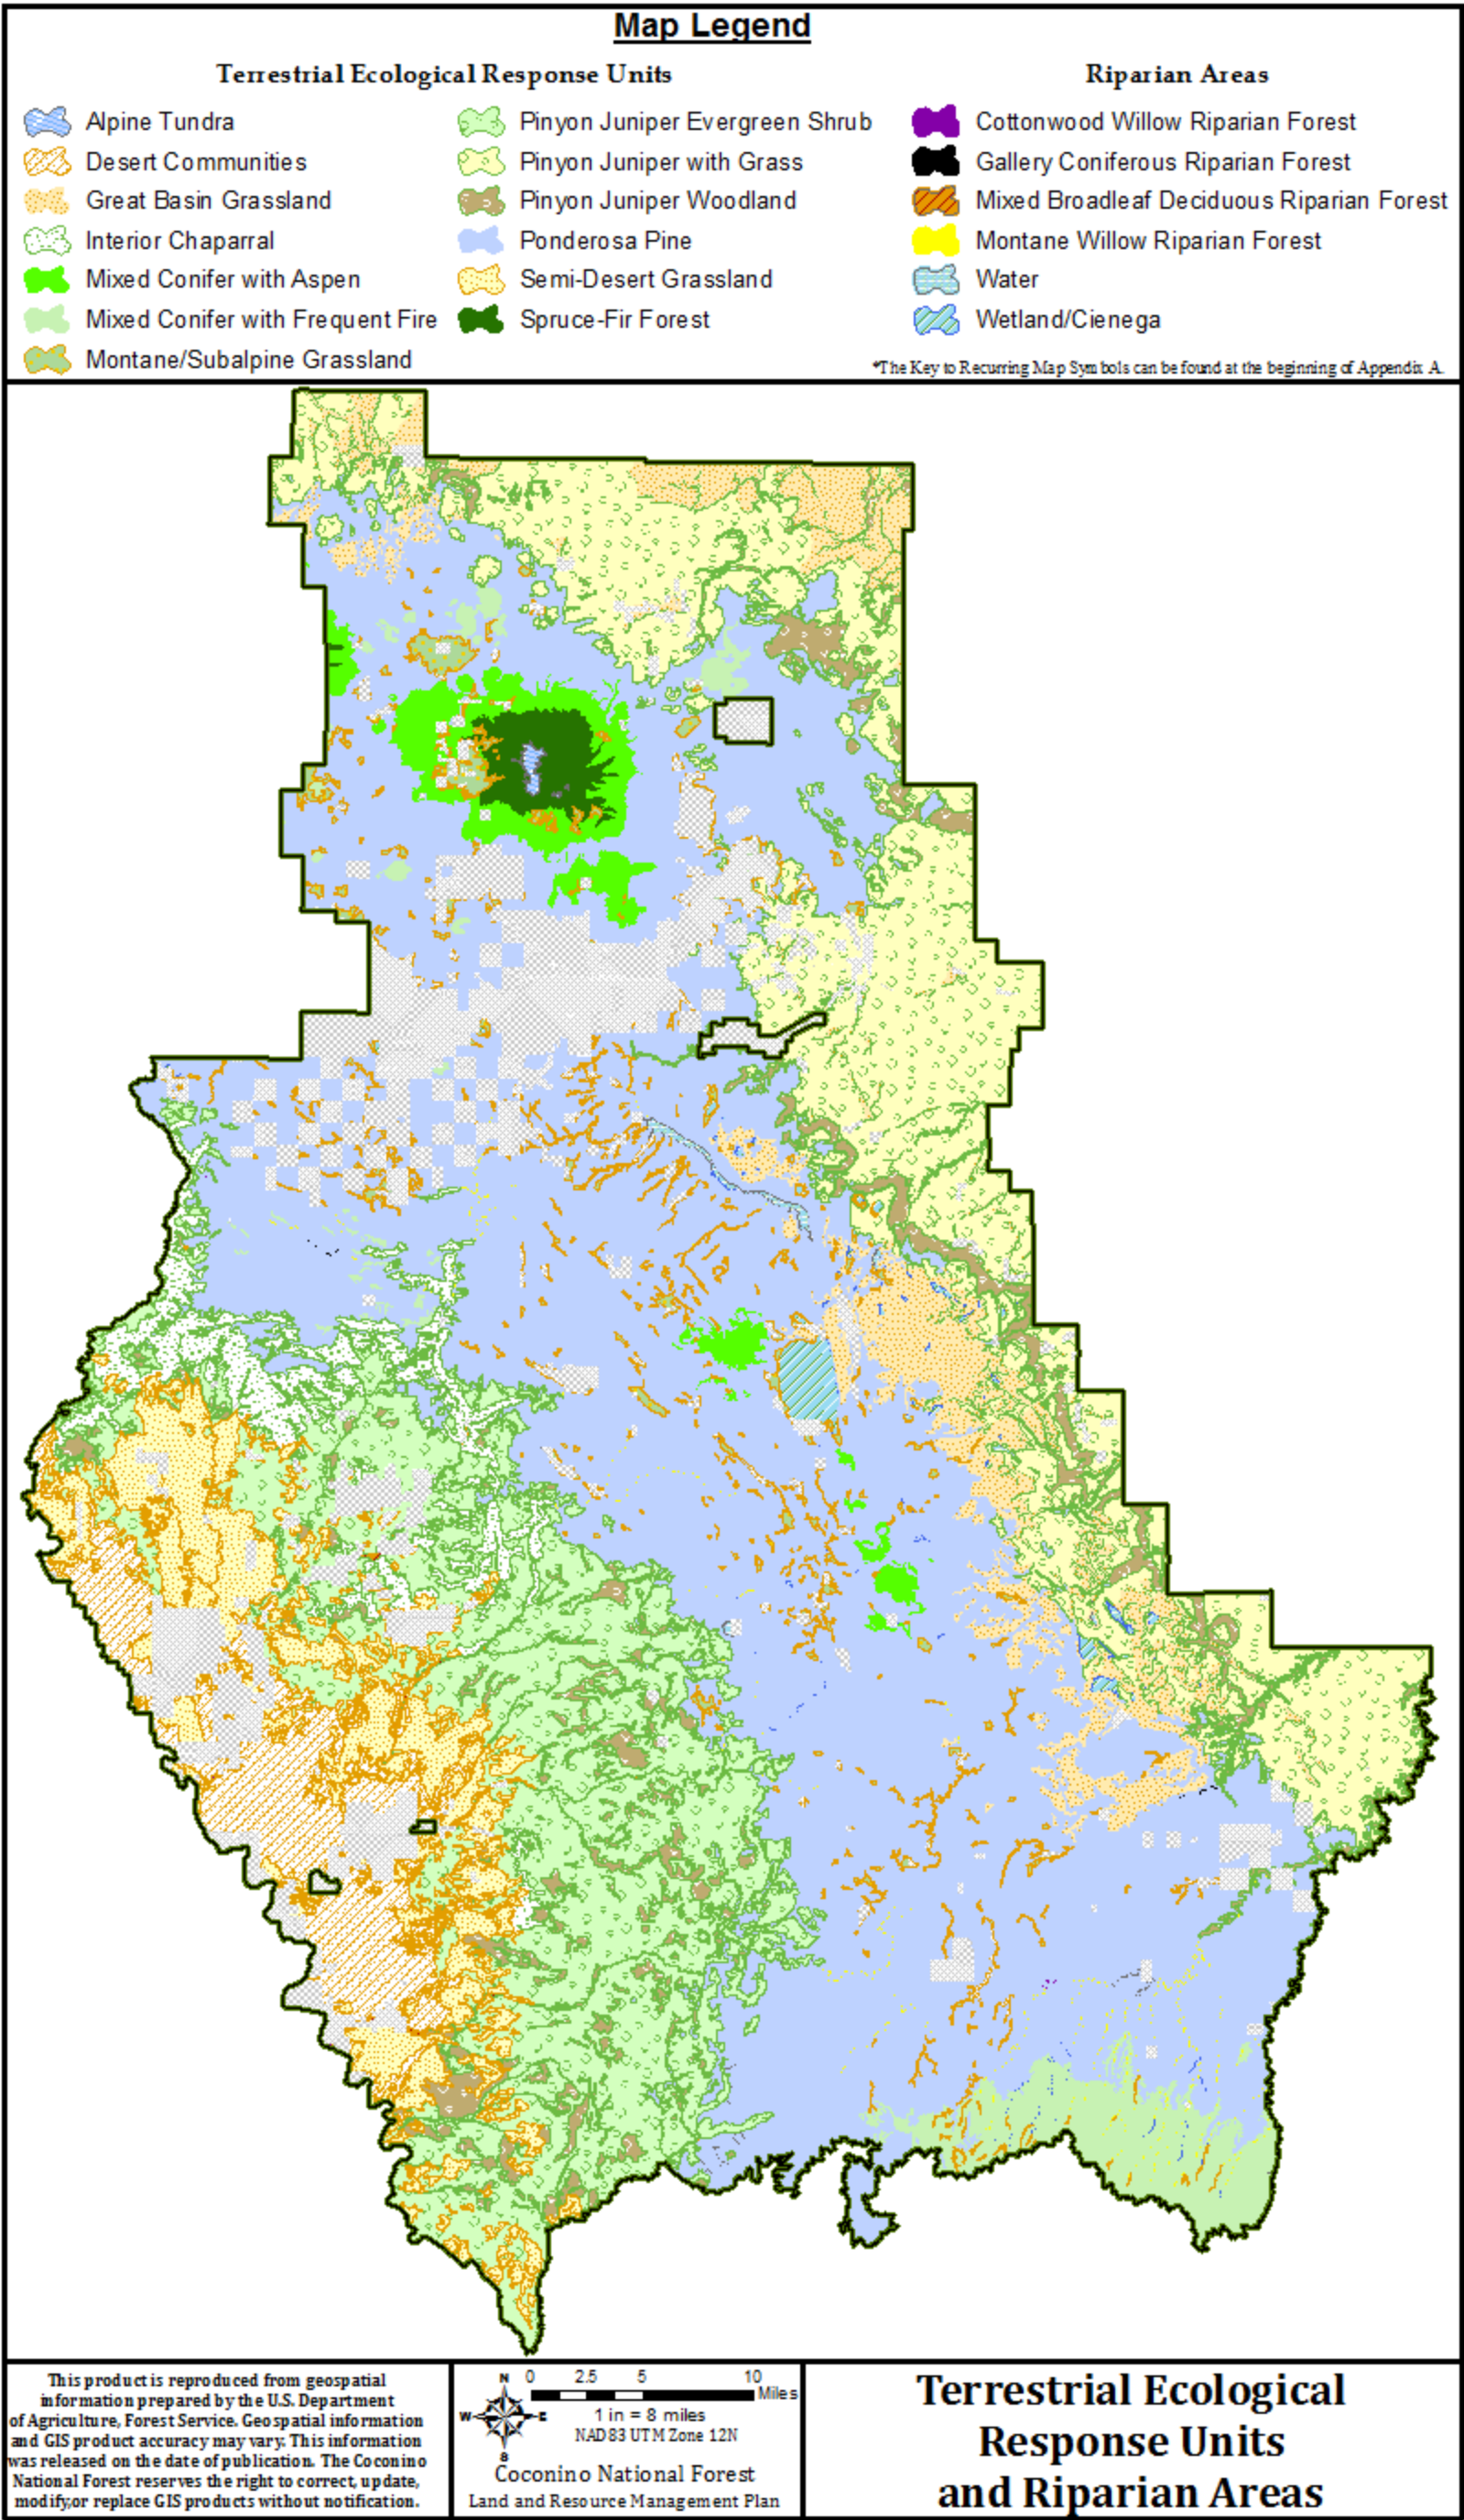 Map Legend
Terrestrial Ecological Response Units
Riparian Areas
Alpine Tundra
Desert Communities
Great Basin Grassland
Interior Chaparral
Mixed Conifer with Aspen
Mixed Conifer with Frequent Fire
Montane/Subalpine Grassland
Pinyon Juniper Evergreen Shrub
Pinyon Juniper with Grass
Pinyon Juniper Woodland
Ponderosa Pine
Semi-Desert Grassland
Spruce-Fir Forest
Cottonwood Willow Riparian Forest
Gallery Coniferous Riparian Forest
Mixed Broadleaf Deciduous Riparian Forest
Montane Willow Riparian Forest
Water
Wetland/Cienega
*The Key to Recurring Map Symbols can be found at the beginning of Appendix A.
This product is reproduced from geospatial
information prepared by the U.S. Department
of Agriculture, Forest Service. Geospatial information
and GIS product accuracy may vary. This information
was released on the date of publication. The Coconino
National Forest reserves the right to correct, update,
modify,or replace GIS products without notification.
N
W E
S
0 2.5 5 10
Miles
1 in = 8 miles
NAD83 UTM Zone 12N
Coconino National Forest
Land and Resource Management Plan
Terrestrial Ecological
Response Units
and Riparian Areas